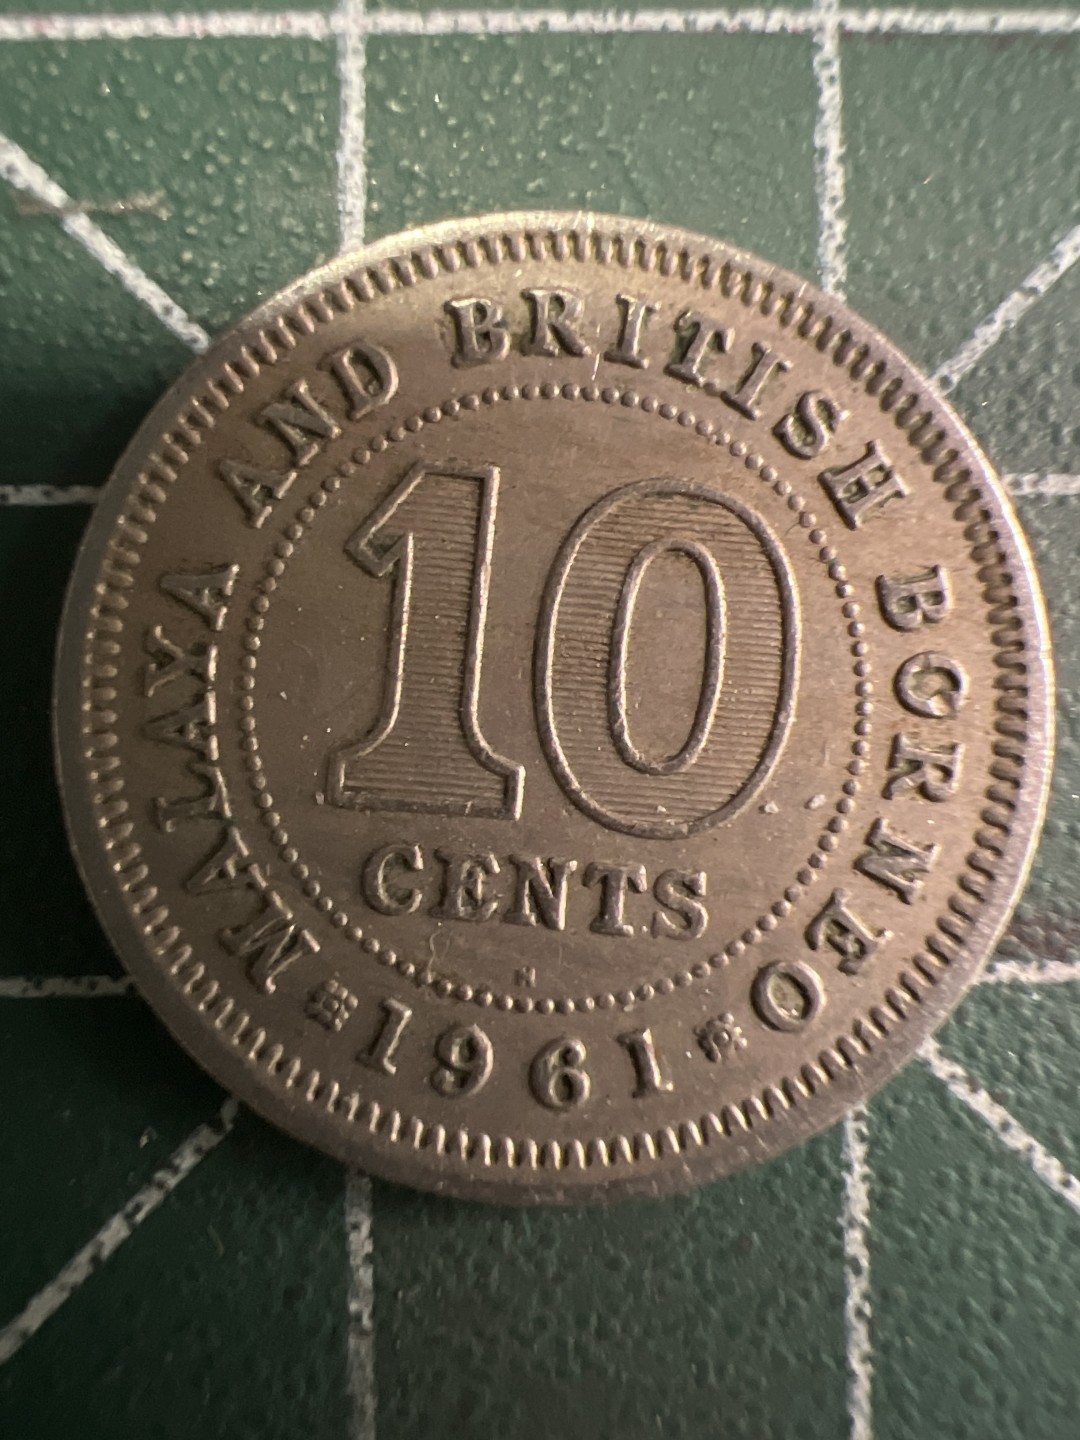 MALAYA AND BRITISH BORNEO
10
CENTS
H
1961